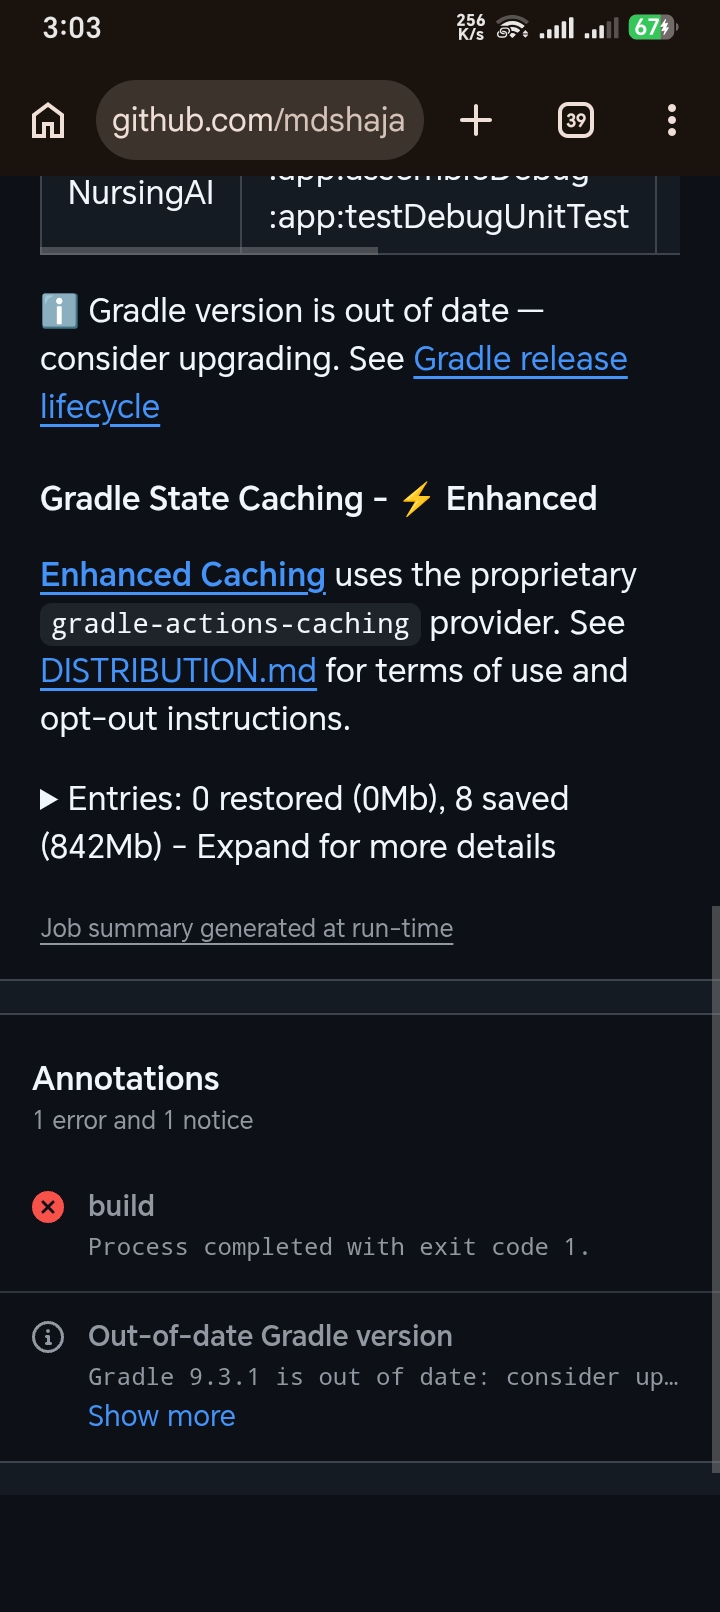 3:03
256
K/s
67
github.com/mdshaja
39
:app:assembleDebug
NursingAI
:app:testDebugUnitTest
ℹ️ Gradle version is out of date —
consider upgrading. See Gradle release
lifecycle
Gradle State Caching - ⚡ Enhanced
Enhanced Caching uses the proprietary
gradle-actions-caching provider. See
DISTRIBUTION.md for terms of use and
opt-out instructions.
▶ Entries: 0 restored (0Mb), 8 saved
(842Mb) - Expand for more details
Job summary generated at run-time
Annotations
1 error and 1 notice
build
Process completed with exit code 1.
Out-of-date Gradle version
Gradle 9.3.1 is out of date: consider up…
Show more